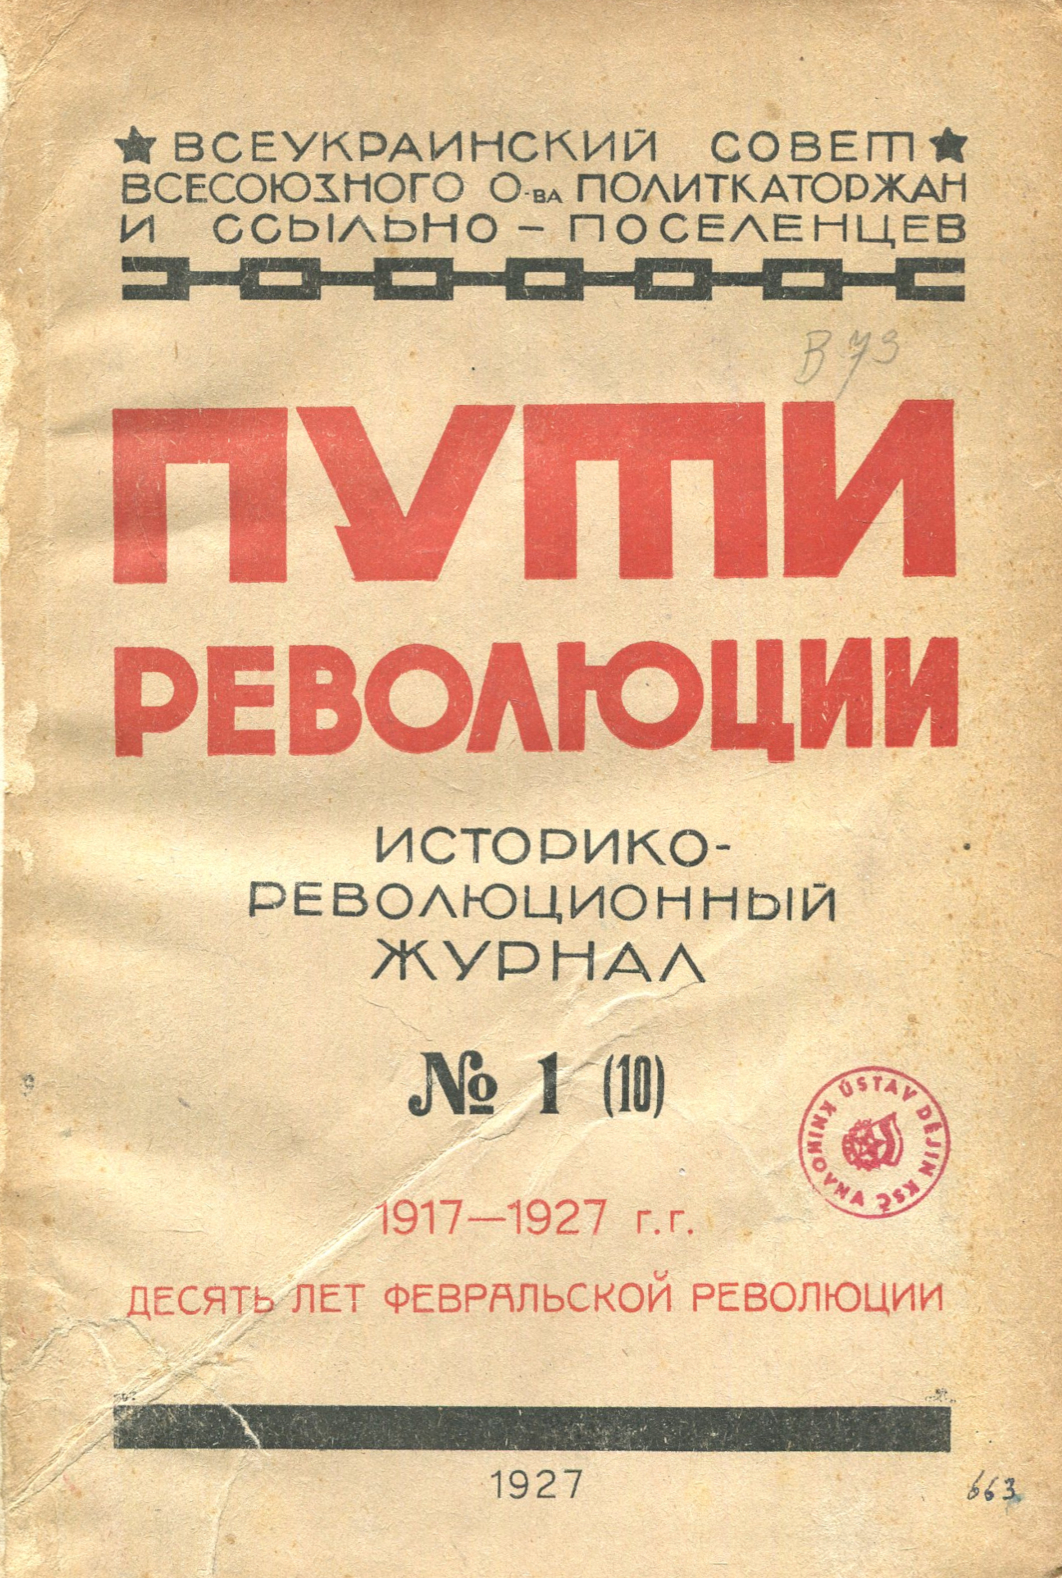 ВСЕУКРАИНСКИЙ СОВЕТ
ВСЕСОЮЗНОГО О-ВА ПОЛИТКАТОРЖАН
И ССЫЛЬНО - ПОСЕЛЕНЦЕВ
В 73
ПУТИ
РЕВОЛЮЦИИ
ИСТОРИКО-
РЕВОЛЮЦИОННЫЙ
ЖУРНАЛ
№ 1 (10)
KNIHOVNA ÚSTAV DĚJIN KSČ
1917—1927 г.г.
ДЕСЯТЬ ЛЕТ ФЕВРАЛЬСКОЙ РЕВОЛЮЦИИ
1927
663